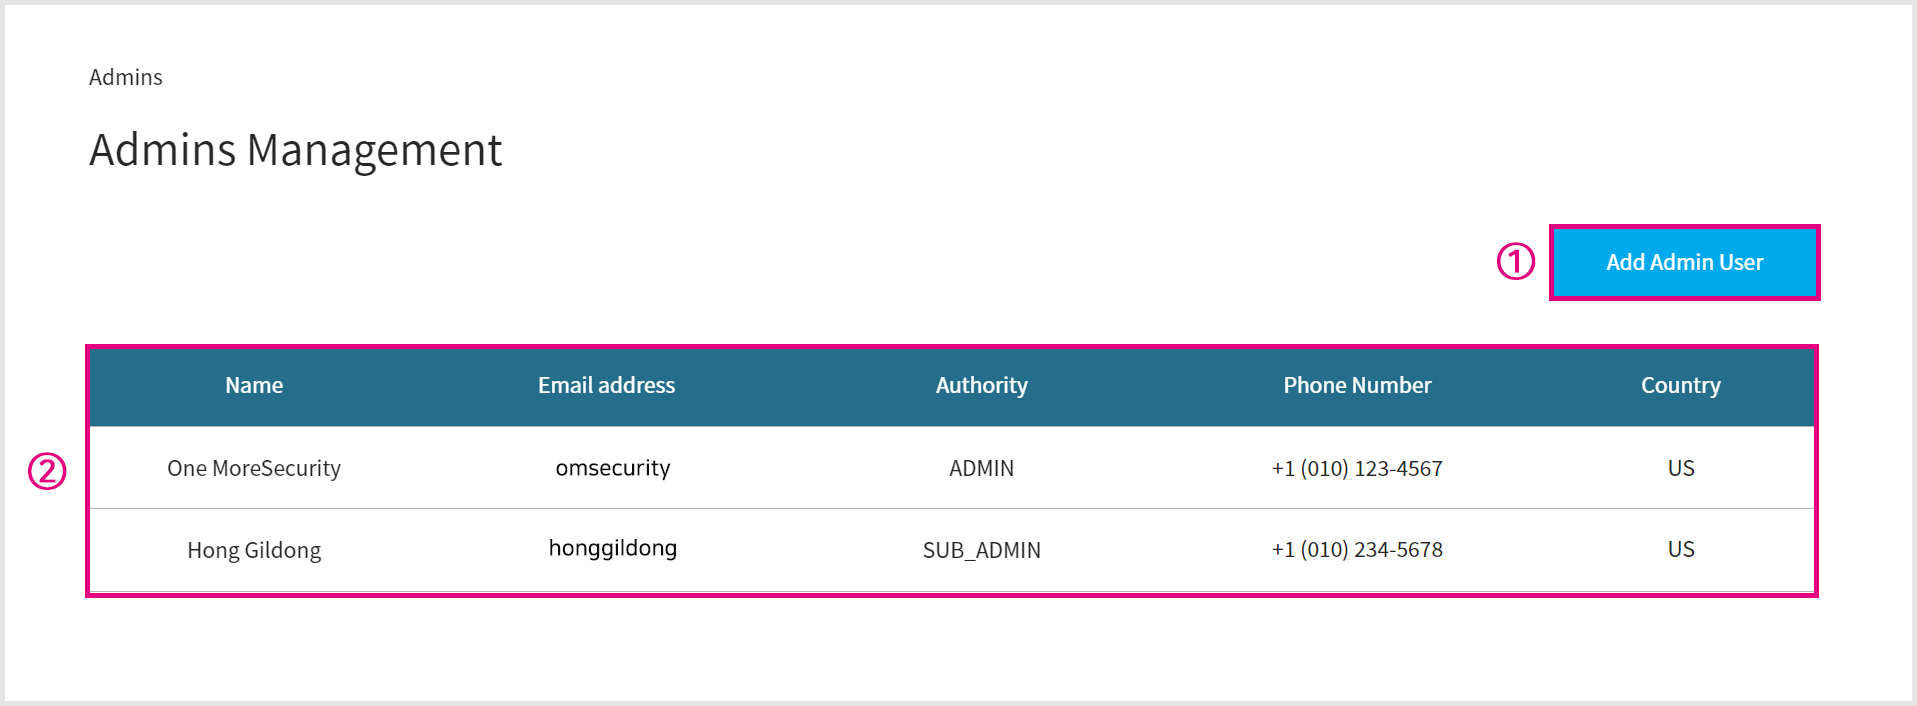 Admins
Admins Management
① Add Admin User
Name Email address Authority Phone Number Country
② One MoreSecurity omsecurity ADMIN +1 (010) 123-4567 US
Hong Gildong honggildong SUB_ADMIN +1 (010) 234-5678 US